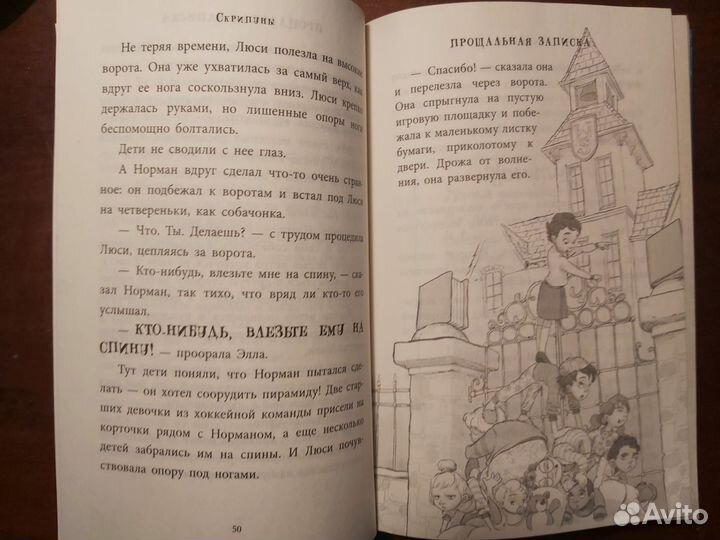 Скрипуны
Не теряя времени, Люси полезла на высокие
ворота. Она уже ухватилась за самый верх, как
вдруг ее нога соскользнула вниз. Люси крепко
держалась руками, но лишенные опоры ноги
беспомощно болтались.
Дети не сводили с нее глаз.
А Норман вдруг сделал что-то очень стран-
ное: он подбежал к воротам и встал под Люси
на четвереньки, как собачонка.
— Что. Ты. Делаешь? — с трудом процедила
Люси, цепляясь за ворота.
— Кто-нибудь, влезьте мне на спину, — ска-
зал Норман, так тихо, что вряд ли кто-то его
услышал.
— КТО-НИБУДЬ, ВЛЕЗЬТЕ ЕМУ НА
СПИНУ! — проорала Элла.
Тут дети поняли, что Норман пытался сде-
лать — он хотел соорудить пирамиду! Две стар-
ших девочки из хоккейной команды присели на
корточки рядом с Норманом, а еще несколько
детей забрались им на спины. И Люси почув-
ствовала опору под ногами.
50
ПРОЩАЛЬНАЯ ЗАПИСКА
— Спасибо! — сказала она
и перелезла через ворота.
Она спрыгнула на пустую
игровую площадку и побе-
жала к маленькому листку
бумаги, приколотому к
двери. Дрожа от волне-
ния, она развернула его.
Avito